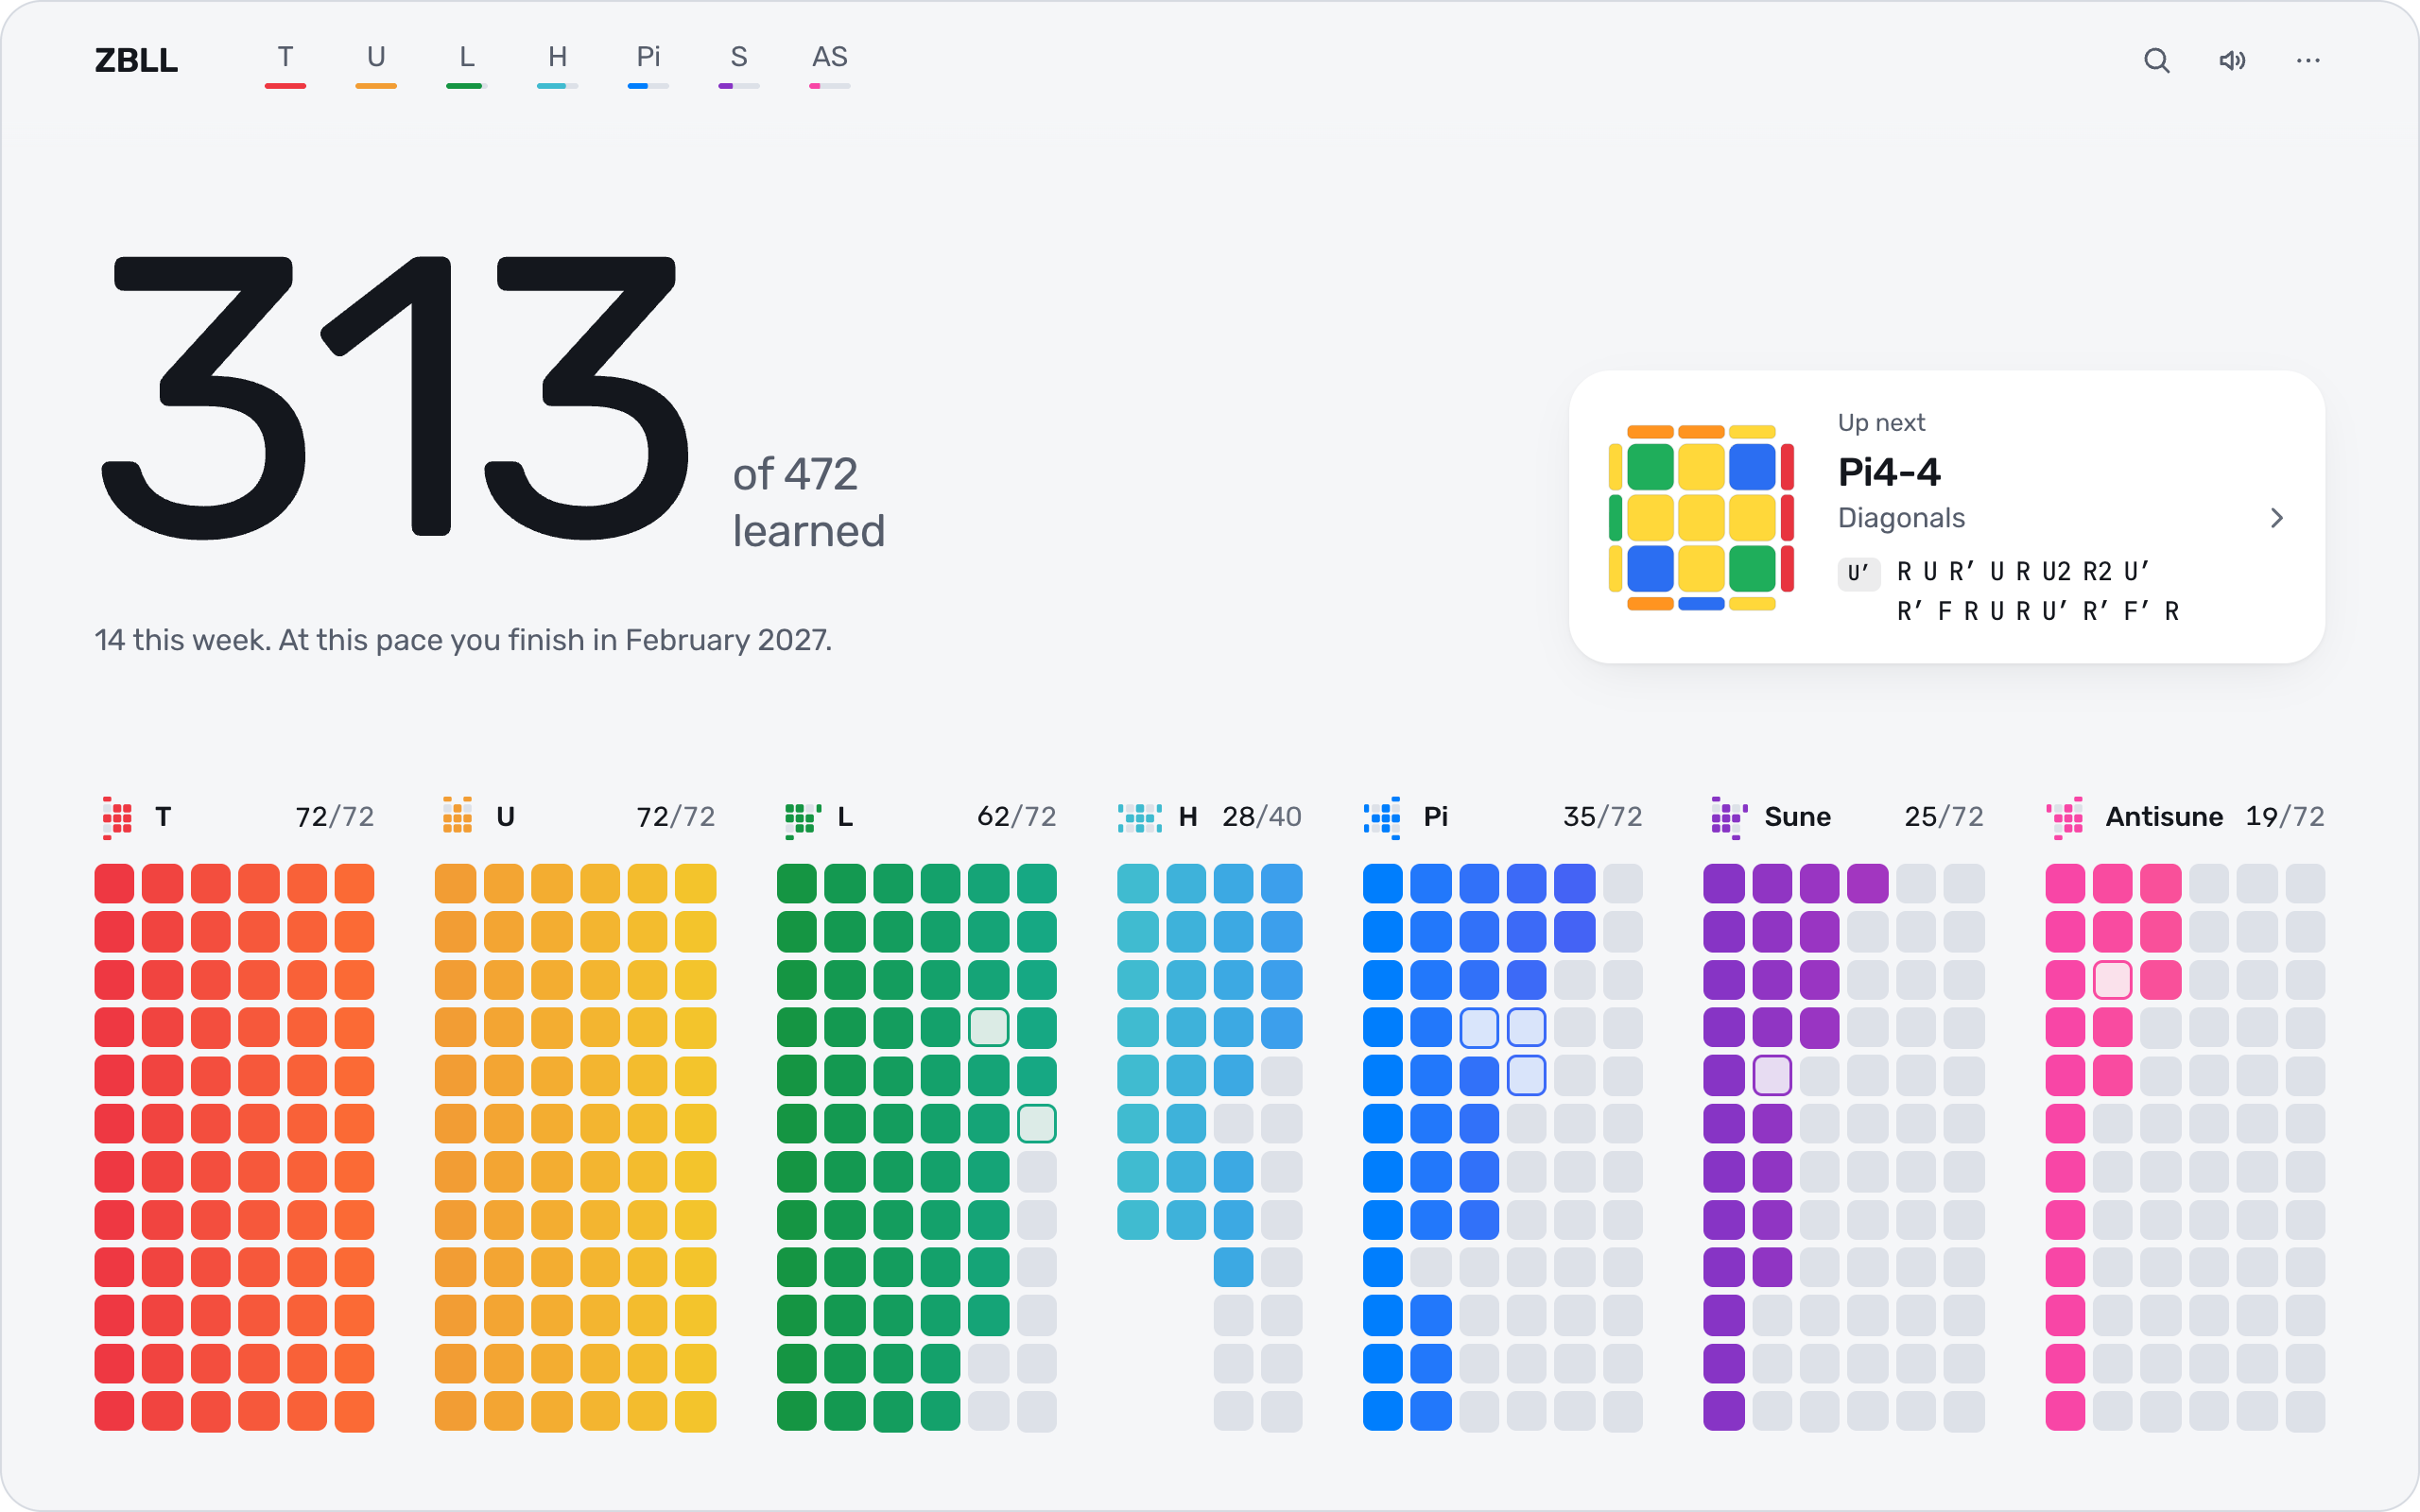 ZBLL T U L H Pi S AS
313
of 472
learned
14 this week. At this pace you finish in February 2027.
Up next
Pi4-4
Diagonals
U′ R U R′ U R U2 R2 U′
R′ F R U R U′ R′ F′ R
T 72/72
U 72/72
L 62/72
H 28/40
Pi 35/72
Sune 25/72
Antisune 19/72